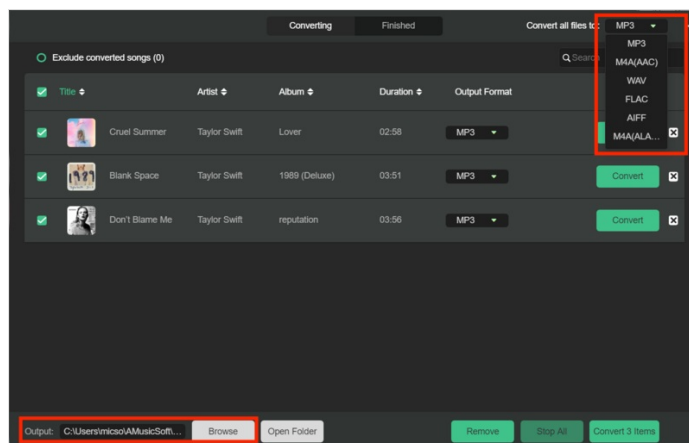 Converting Finished Convert all files to: MP3
MP3
M4A(AAC)
WAV
FLAC
AIFF
M4A(ALA...
Exclude converted songs (0) Search
Title Artist Album Duration Output Format
Cruel Summer Taylor Swift Lover 02:58 MP3
Blank Space Taylor Swift 1989 (Deluxe) 03:51 MP3 Convert
Don't Blame Me Taylor Swift reputation 03:56 MP3 Convert
Output: C:\Users\micso\AMusicSoft\... Browse Open Folder Remove Stop All Convert 3 Items